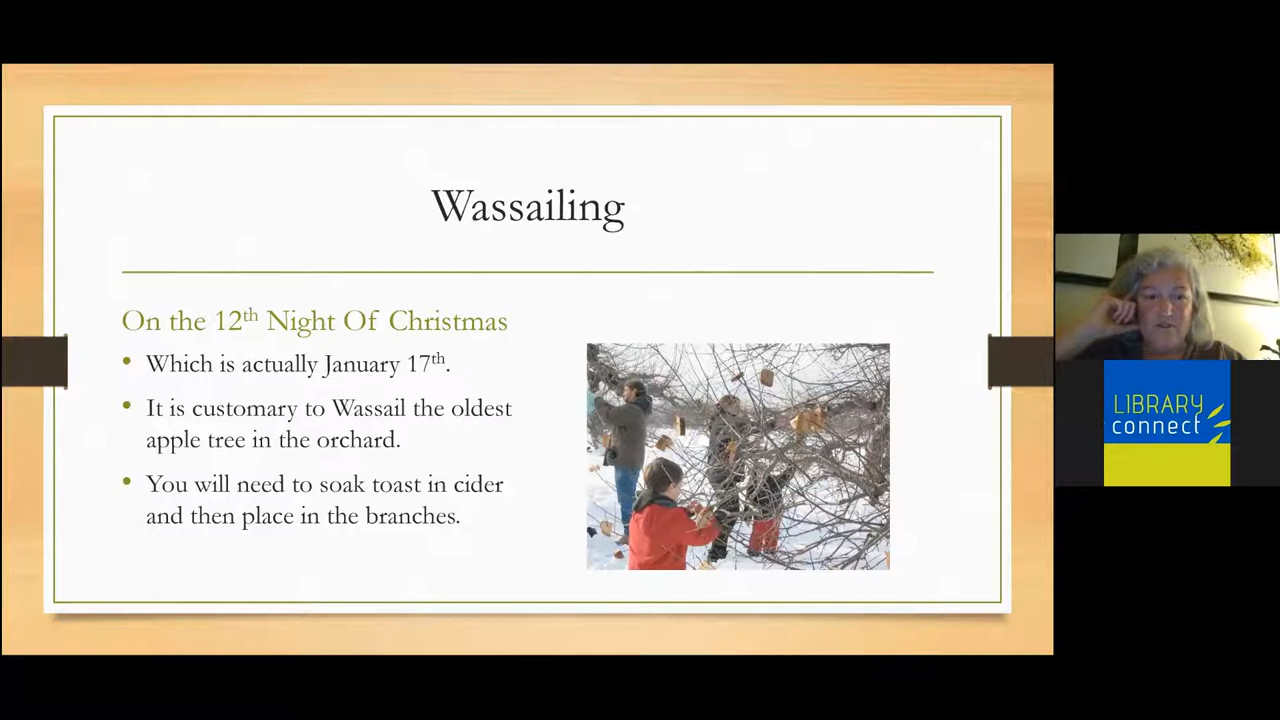 Wassailing
On the 12th Night Of Christmas
• Which is actually January 17th.
• It is customary to Wassail the oldest
apple tree in the orchard.
• You will need to soak toast in cider
and then place in the branches.
LIBRARY
connect